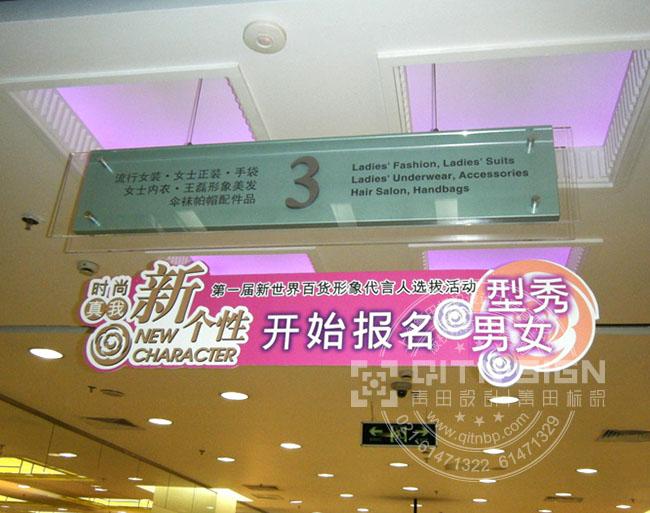 流行女装·女士正装·手袋
女士内衣·王磊形象美发
伞袜帕帽配件品
3
Ladies' Fashion, Ladies' Suits
Ladies' Underwear, Accessories
Hair Salon, Handbags
时尚
真我
新个性
NEW
CHARACTER
第一届新世界百货形象代言人选拔活动
开始报名
型秀
男女
QITNSIGN
青田設計|青田标識
www.qitnbp.com
027-61471322 61471329